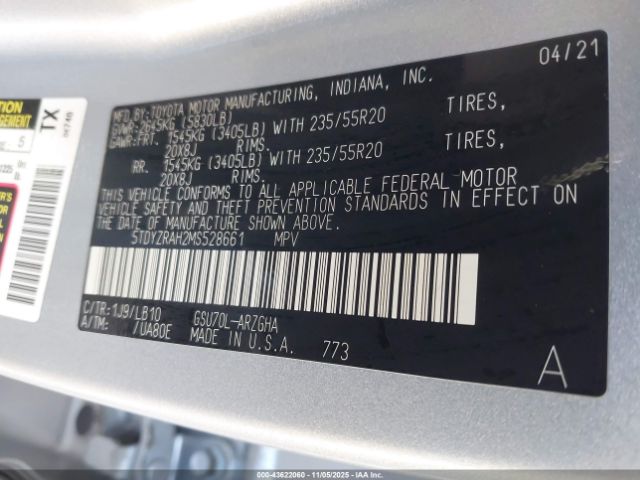 04/21
MFD.BY:TOYOTA MOTOR MANUFACTURING, INDIANA, INC.
GVWR:2645KG (5830LB)
GAWR:FRT. 1545KG (3405LB) WITH 235/55R20 TIRES,
20X8J RIMS.
RR. 1545KG (3405LB) WITH 235/55R20 TIRES,
20X8J RIMS.
THIS VEHICLE CONFORMS TO ALL APPLICABLE FEDERAL MOTOR
VEHICLE SAFETY AND THEFT PREVENTION STANDARDS IN EFFECT ON
THE DATE OF MANUFACTURE SHOWN ABOVE.
5TDYZRAH2MS528661 MPV
C/TR:1J9/LB10 GSU70L-ARZGHA
A/TM: /UA80E MADE IN U.S.A. 773
A
TX
5
000-43622060 - 11/05/2025 - IAAI.COM